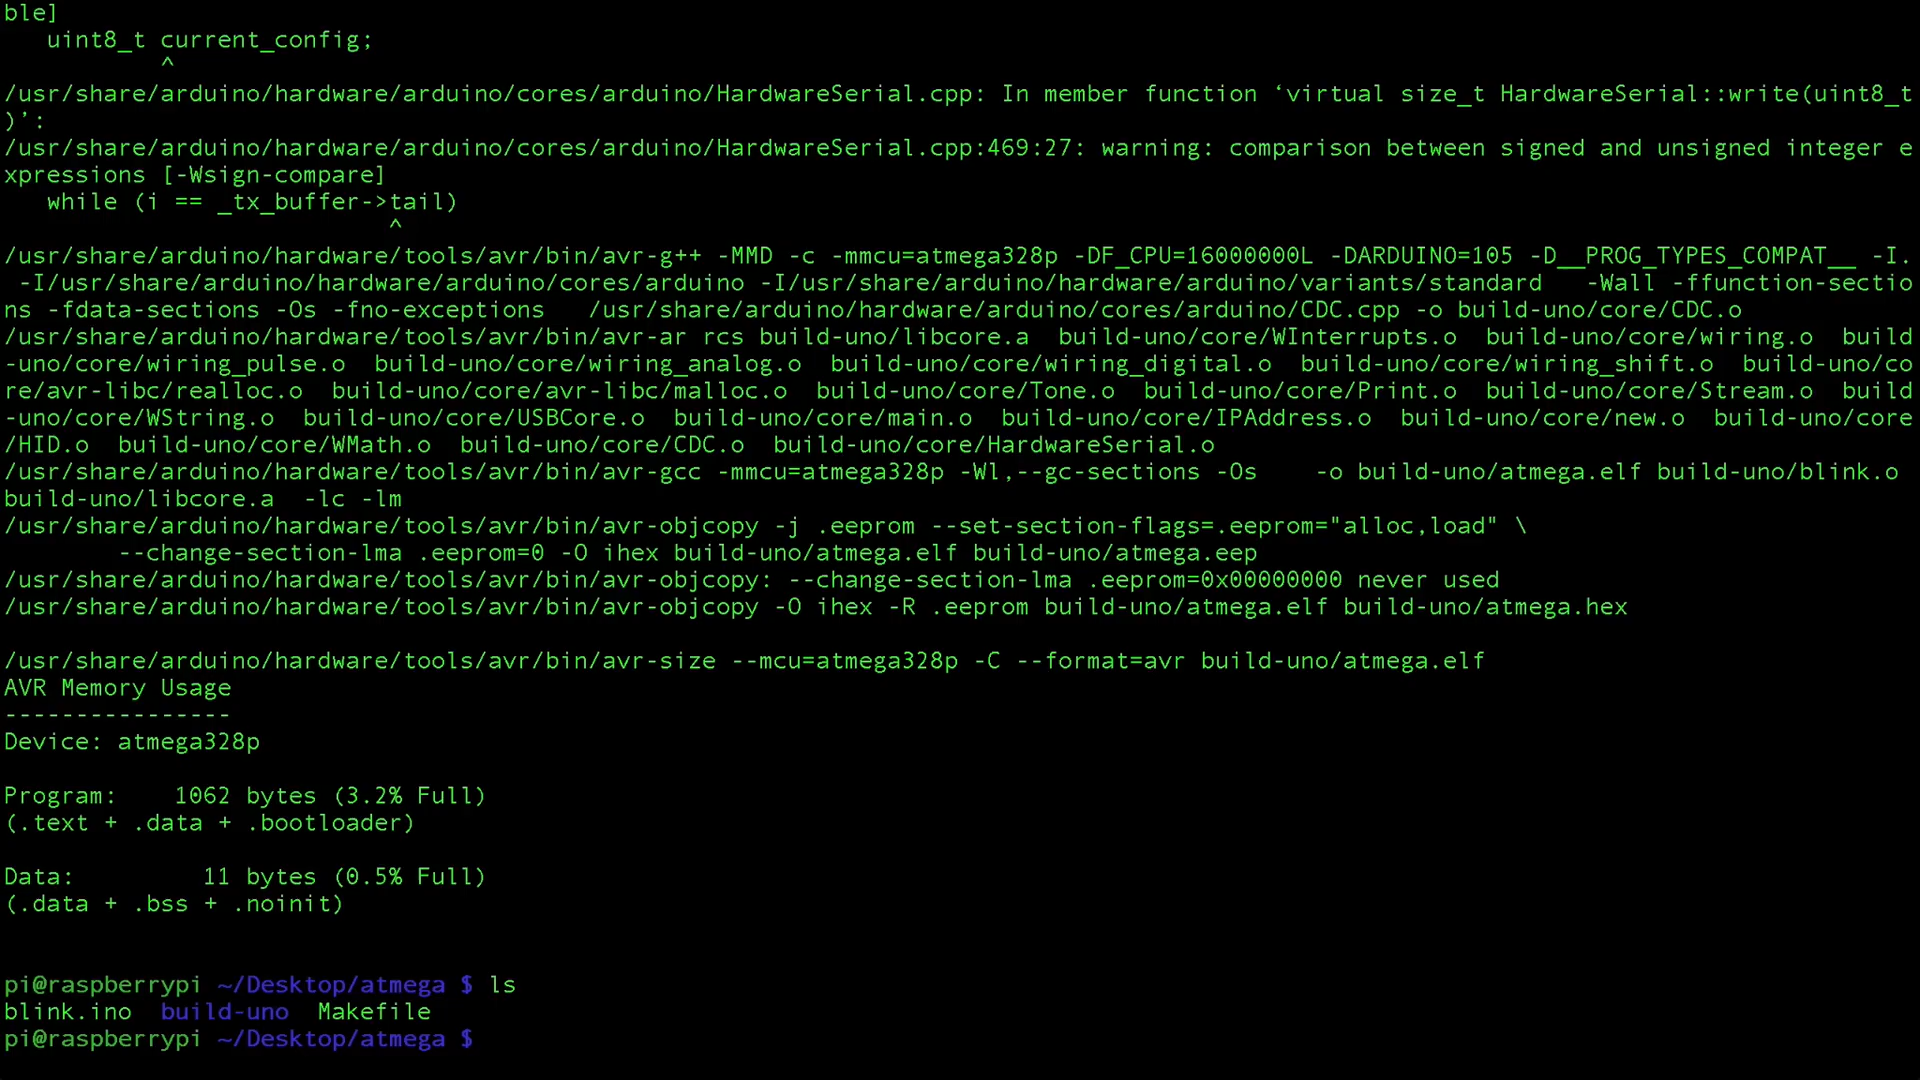 ble]
   uint8_t current_config;
           ^
/usr/share/arduino/hardware/arduino/cores/arduino/HardwareSerial.cpp: In member function ‘virtual size_t HardwareSerial::write(uint8_t
)’:
/usr/share/arduino/hardware/arduino/cores/arduino/HardwareSerial.cpp:469:27: warning: comparison between signed and unsigned integer e
xpressions [-Wsign-compare]
   while (i == _tx_buffer->tail)
                           ^
/usr/share/arduino/hardware/tools/avr/bin/avr-g++ -MMD -c -mmcu=atmega328p -DF_CPU=16000000L -DARDUINO=105 -D__PROG_TYPES_COMPAT__ -I.
 -I/usr/share/arduino/hardware/arduino/cores/arduino -I/usr/share/arduino/hardware/arduino/variants/standard   -Wall -ffunction-sectio
ns -fdata-sections -Os -fno-exceptions   /usr/share/arduino/hardware/arduino/cores/arduino/CDC.cpp -o build-uno/core/CDC.o
/usr/share/arduino/hardware/tools/avr/bin/avr-ar rcs build-uno/libcore.a  build-uno/core/WInterrupts.o  build-uno/core/wiring.o  build
-uno/core/wiring_pulse.o  build-uno/core/wiring_analog.o  build-uno/core/wiring_digital.o  build-uno/core/wiring_shift.o  build-uno/co
re/avr-libc/realloc.o  build-uno/core/avr-libc/malloc.o  build-uno/core/Tone.o  build-uno/core/Print.o  build-uno/core/Stream.o  build
-uno/core/WString.o  build-uno/core/USBCore.o  build-uno/core/main.o  build-uno/core/IPAddress.o  build-uno/core/new.o  build-uno/core
/HID.o  build-uno/core/WMath.o  build-uno/core/CDC.o  build-uno/core/HardwareSerial.o
/usr/share/arduino/hardware/tools/avr/bin/avr-gcc -mmcu=atmega328p -Wl,--gc-sections -Os    -o build-uno/atmega.elf build-uno/blink.o
build-uno/libcore.a  -lc -lm
/usr/share/arduino/hardware/tools/avr/bin/avr-objcopy -j .eeprom --set-section-flags=.eeprom="alloc,load" \
        --change-section-lma .eeprom=0 -O ihex build-uno/atmega.elf build-uno/atmega.eep
/usr/share/arduino/hardware/tools/avr/bin/avr-objcopy: --change-section-lma .eeprom=0x00000000 never used
/usr/share/arduino/hardware/tools/avr/bin/avr-objcopy -O ihex -R .eeprom build-uno/atmega.elf build-uno/atmega.hex

/usr/share/arduino/hardware/tools/avr/bin/avr-size --mcu=atmega328p -C --format=avr build-uno/atmega.elf
AVR Memory Usage
----------------
Device: atmega328p

Program:    1062 bytes (3.2% Full)
(.text + .data + .bootloader)

Data:         11 bytes (0.5% Full)
(.data + .bss + .noinit)


pi@raspberrypi ~/Desktop/atmega $ ls
blink.ino  build-uno  Makefile
pi@raspberrypi ~/Desktop/atmega $